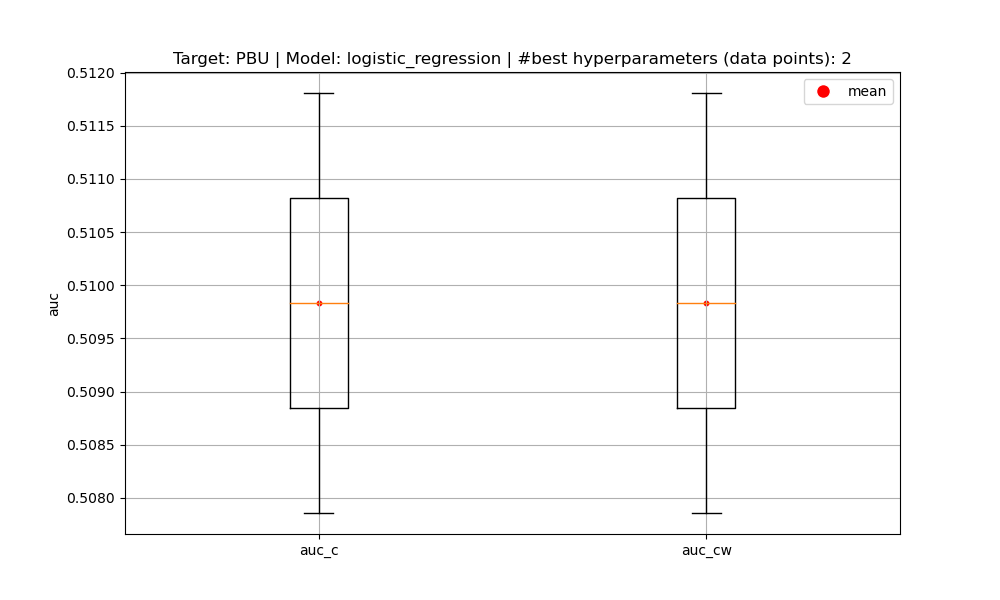 Target: PBU | Model: logistic_regression | #best hyperparameters (data points): 2
mean
0.5120
0.5115
0.5110
0.5105
0.5100
0.5095
0.5090
0.5085
0.5080
auc
auc_c
auc_cw